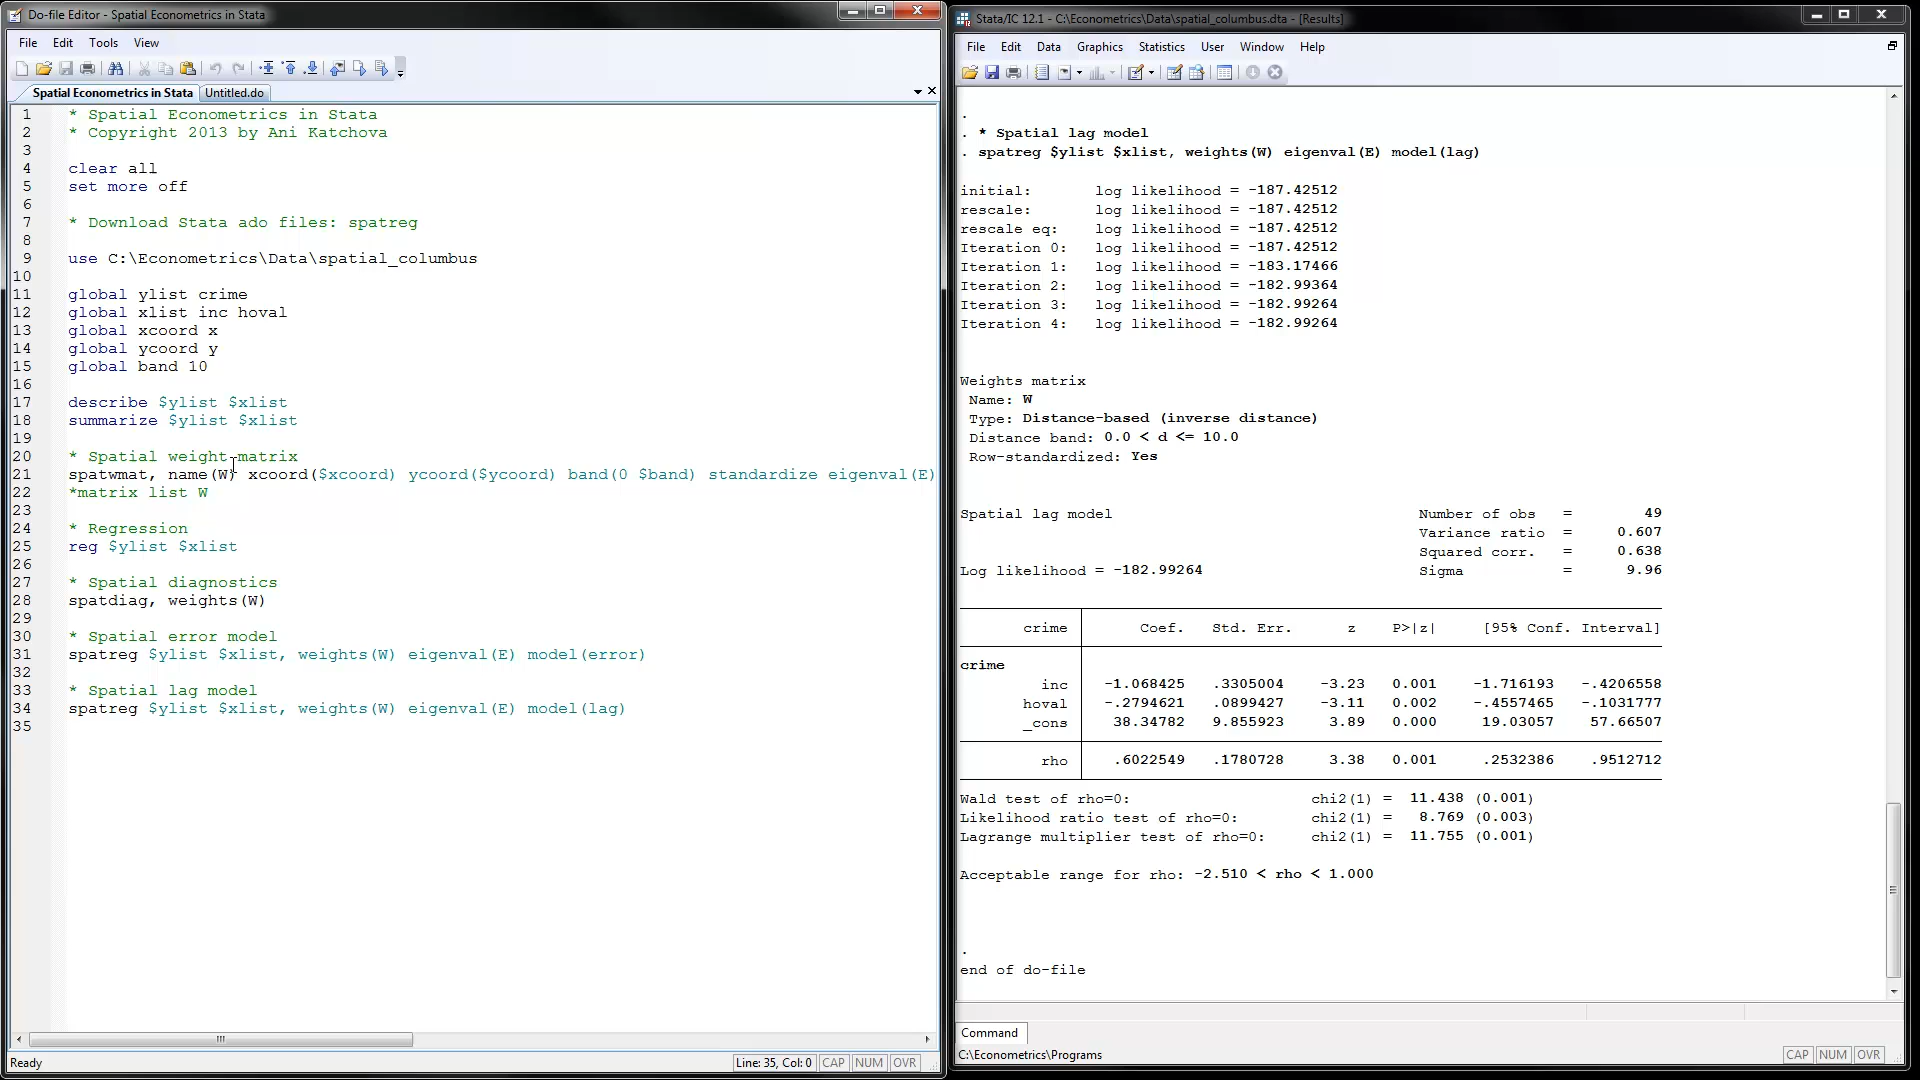 Do-file Editor - Spatial Econometrics in Stata
File Edit Tools View
Spatial Econometrics in Stata Untitled.do
1 * Spatial Econometrics in Stata
2 * Copyright 2013 by Ani Katchova
3
4 clear all
5 set more off
6
7 * Download Stata ado files: spatreg
8
9 use C:\Econometrics\Data\spatial_columbus
10
11 global ylist crime
12 global xlist inc hoval
13 global xcoord x
14 global ycoord y
15 global band 10
16
17 describe $ylist $xlist
18 summarize $ylist $xlist
19
20 * Spatial weight matrix
21 spatwmat, name(W) xcoord($xcoord) ycoord($ycoord) band(0 $band) standardize eigenval(E)
22 *matrix list W
23
24 * Regression
25 reg $ylist $xlist
26
27 * Spatial diagnostics
28 spatdiag, weights(W)
29
30 * Spatial error model
31 spatreg $ylist $xlist, weights(W) eigenval(E) model(error)
32
33 * Spatial lag model
34 spatreg $ylist $xlist, weights(W) eigenval(E) model(lag)
35
Ready Line: 35, Col: 0 CAP NUM OVR
Stata/IC 12.1 - C:\Econometrics\Data\spatial_columbus.dta - [Results]
File Edit Data Graphics Statistics User Window Help
.
. * Spatial lag model
. spatreg $ylist $xlist, weights(W) eigenval(E) model(lag)
initial: log likelihood = -187.42512
rescale: log likelihood = -187.42512
rescale eq: log likelihood = -187.42512
Iteration 0: log likelihood = -187.42512
Iteration 1: log likelihood = -183.17466
Iteration 2: log likelihood = -182.99364
Iteration 3: log likelihood = -182.99264
Iteration 4: log likelihood = -182.99264
Weights matrix
Name: W
Type: Distance-based (inverse distance)
Distance band: 0.0 < d <= 10.0
Row-standardized: Yes
Spatial lag model Number of obs = 49
Variance ratio = 0.607
Squared corr. = 0.638
Log likelihood = -182.99264 Sigma = 9.96
crime Coef. Std. Err. z P>|z| [95% Conf. Interval]
crime
inc -1.068425 .3305004 -3.23 0.001 -1.716193 -.4206558
hoval -.2794621 .0899427 -3.11 0.002 -.4557465 -.1031777
_cons 38.34782 9.855923 3.89 0.000 19.03057 57.66507
rho .6022549 .1780728 3.38 0.001 .2532386 .9512712
Wald test of rho=0: chi2(1) = 11.438 (0.001)
Likelihood ratio test of rho=0: chi2(1) = 8.769 (0.003)
Lagrange multiplier test of rho=0: chi2(1) = 11.755 (0.001)
Acceptable range for rho: -2.510 < rho < 1.000
.
end of do-file
Command
C:\Econometrics\Programs CAP NUM OVR